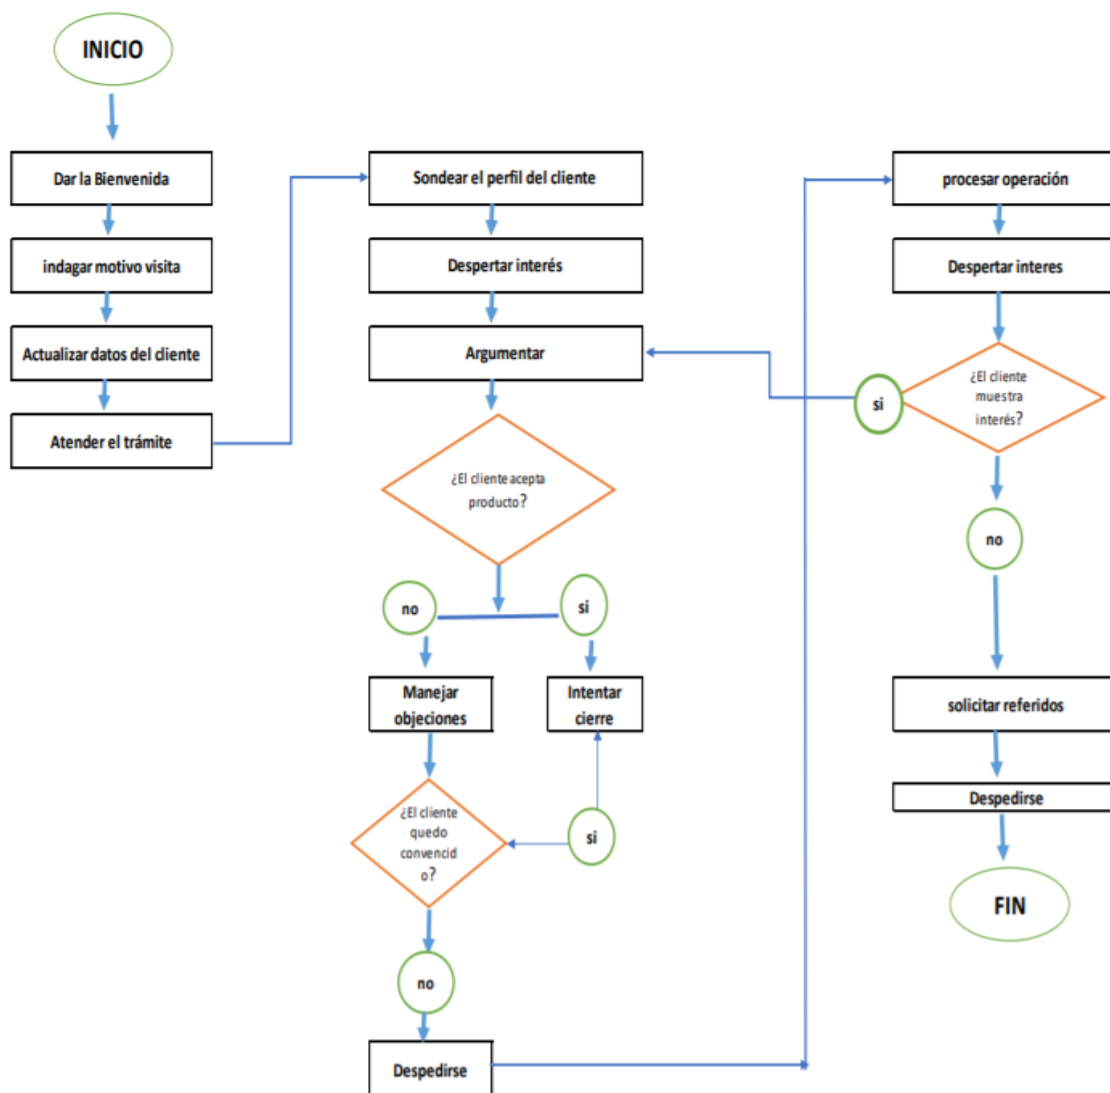 INICIO
Dar la Bienvenida
indagar motivo visita
Actualizar datos del cliente
Atender el trámite
Sondear el perfil del cliente
Despertar interés
Argumentar
¿El cliente acepta
producto?
no
si
Manejar
objeciones
Intentar
cierre
¿El cliente
quedo
convencid
o?
si
no
Despedirse
procesar operación
Despertar interes
¿El cliente
muestra
interés?
si
no
solicitar referidos
Despedirse
FIN